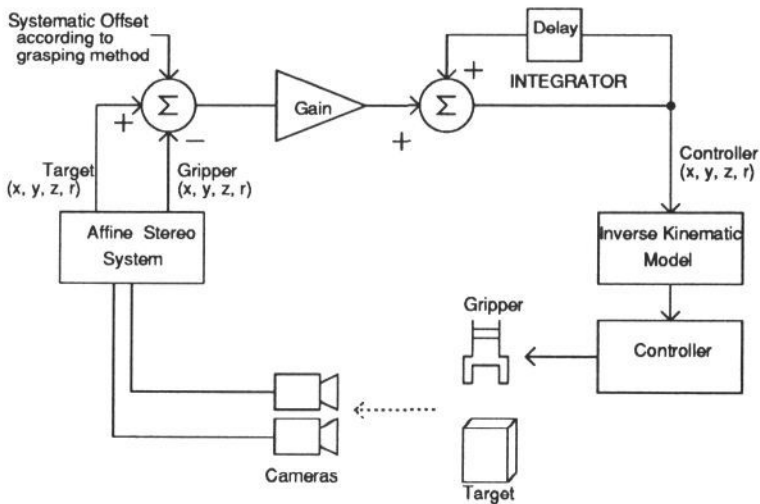 Systematic Offset
according to
grasping method
Delay
+
INTEGRATOR
Σ
Gain
Σ
+
−
+
Target
(x, y, z, r)
Gripper
(x, y, z, r)
Controller
(x, y, z, r)
Affine Stereo
System
Inverse Kinematic
Model
Gripper
Controller
Cameras
Target